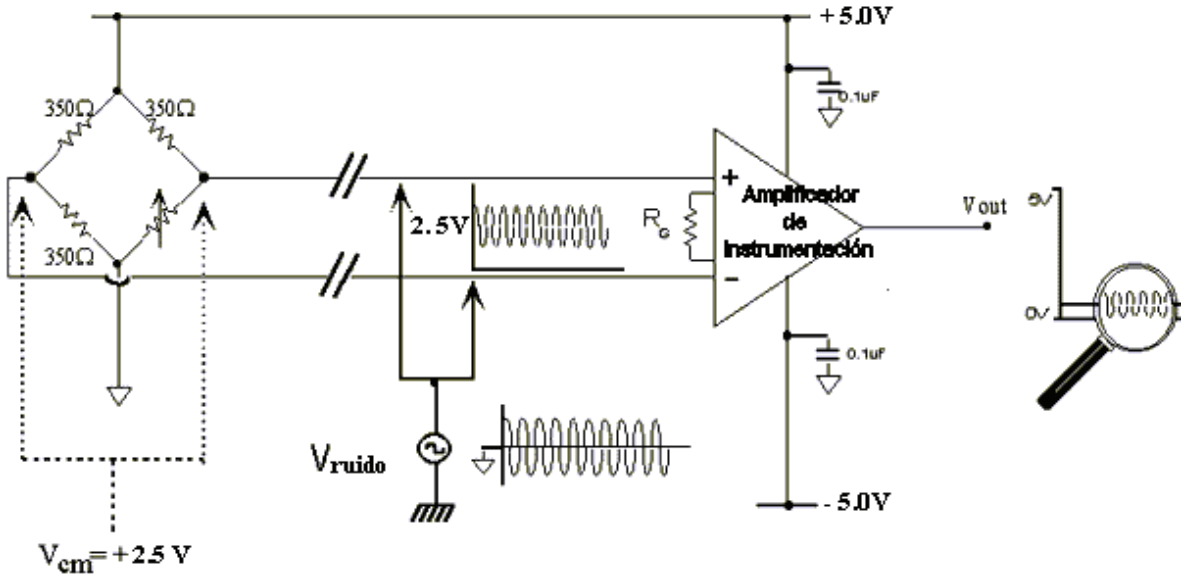 +5.0V
350Ω 350Ω
0.1uF
350Ω
2.5V
R_G
+
Amplificador
de
Instrumentación
-
Vout
5v
0v
0.1uF
Vruido
- 5.0V
Vcm= +2.5 V